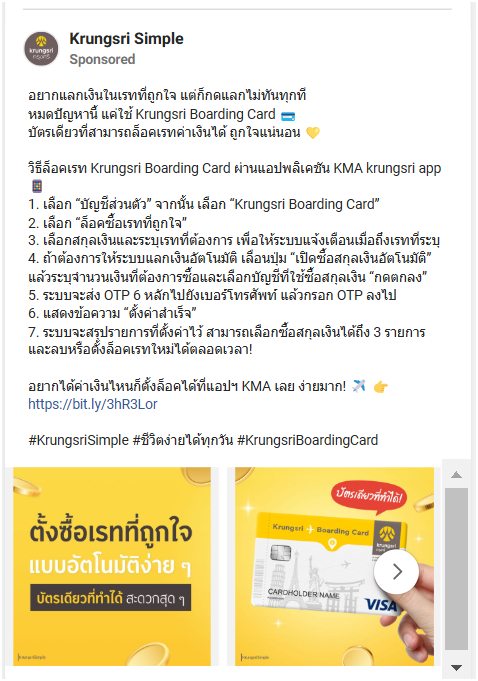 Krungsri Simple
Sponsored
krungsri
กรุงศรี
อยากแลกเงินในเรทที่ถูกใจ แต่ก็กดแลกไม่ทันทุกที
หมดปัญหานี้ แค่ใช้ Krungsri Boarding Card 💳
บัตรเดียวที่สามารถล็อคเรทค่าเงินได้ ถูกใจแน่นอน 💛
วิธีล็อคเรท Krungsri Boarding Card ผ่านแอปพลิเคชัน KMA krungsri app
📱
1. เลือก “บัญชีส่วนตัว” จากนั้น เลือก “Krungsri Boarding Card”
2. เลือก “ล็อคซื้อเรทที่ถูกใจ”
3. เลือกสกุลเงินและระบุเรทที่ต้องการ เพื่อให้ระบบแจ้งเตือนเมื่อถึงเรทที่ระบุ
4. ถ้าต้องการให้ระบบแลกเงินอัตโนมัติ เลื่อนปุ่ม “เปิดซื้อสกุลเงินอัตโนมัติ”
แล้วระบุจำนวนเงินที่ต้องการซื้อและเลือกบัญชีที่ใช้ซื้อสกุลเงิน “กดตกลง”
5. ระบบจะส่ง OTP 6 หลักไปยังเบอร์โทรศัพท์ แล้วกรอก OTP ลงไป
6. แสดงข้อความ “ตั้งค่าสำเร็จ”
7. ระบบจะสรุปรายการที่ตั้งค่าไว้ สามารถเลือกซื้อสกุลเงินได้ถึง 3 รายการ
และลบหรือตั้งล็อคเรทใหม่ได้ตลอดเวลา!
อยากได้ค่าเงินไหนก็ตั้งล็อคได้ที่แอปฯ KMA เลย ง่ายมาก! ✈️ 👉
https://bit.ly/3hR3Lor
#KrungsriSimple #ชีวิตง่ายได้ทุกวัน #KrungsriBoardingCard
ตั้งซื้อเรทที่ถูกใจ
แบบอัตโนมัติง่าย ๆ
บัตรเดียวที่ทำได้ สะดวกสุด ๆ
#KrungsriSimple
บัตรเดียวที่ทำได้!
Krungsri Boarding Card
krungsri
CARDHOLDER NAME
VISA
#KrungsriSimple